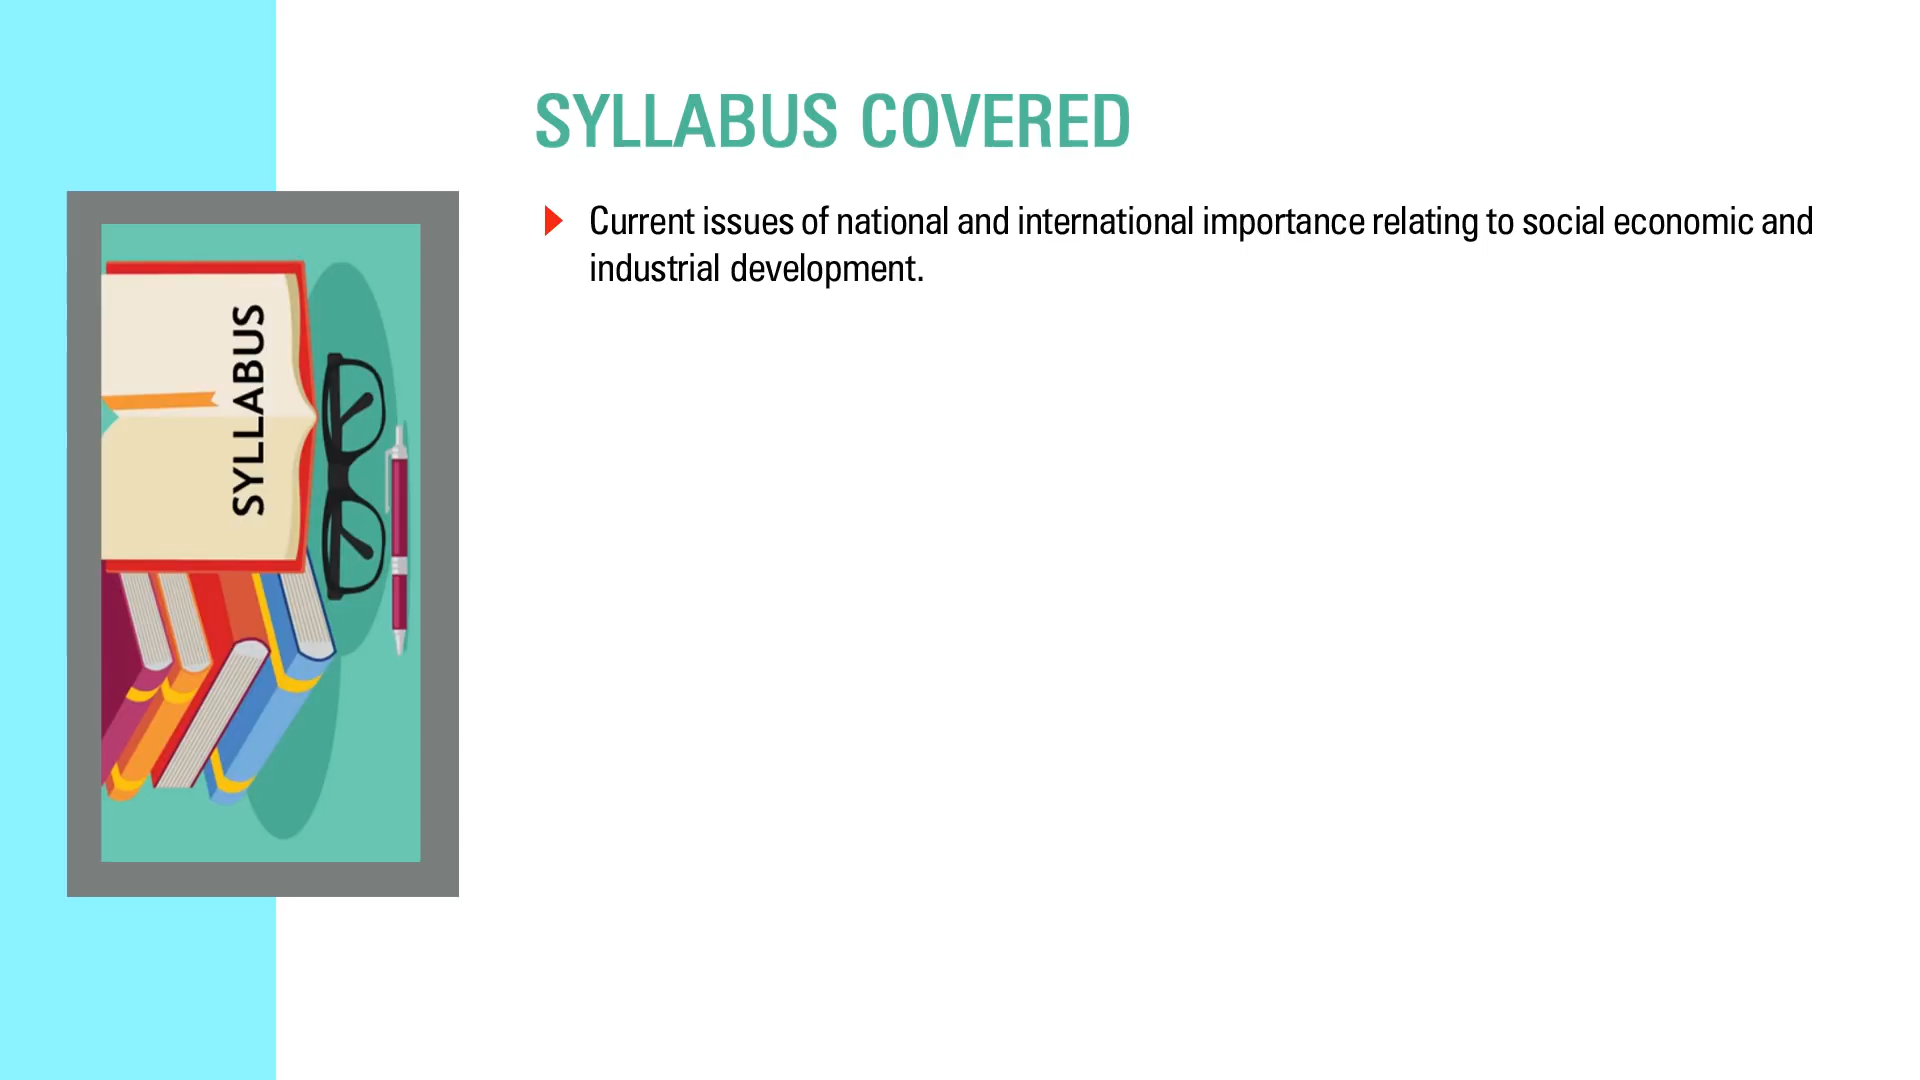 SYLLABUS COVERED
Current issues of national and international importance relating to social economic and
industrial development.
SYLLABUS